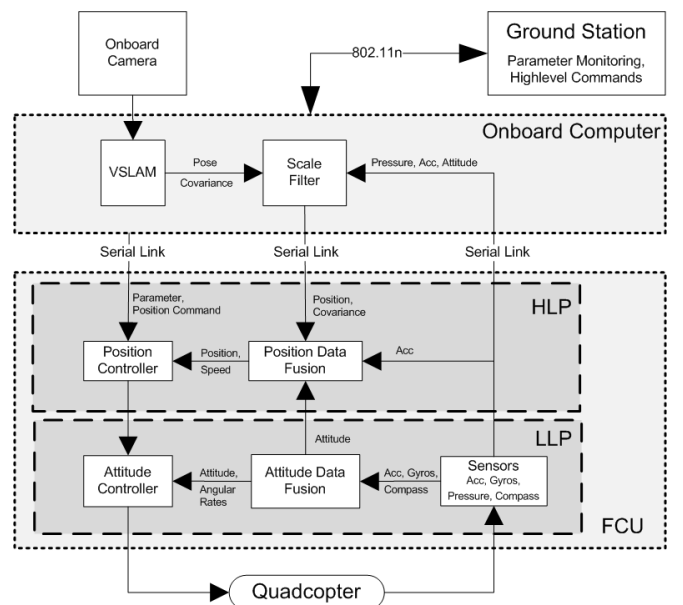 Onboard
Camera
802.11n
Ground Station
Parameter Monitoring,
Highlevel Commands
Onboard Computer
VSLAM
Pose
Covariance
Scale
Filter
Pressure, Acc, Attitude
Serial Link
Serial Link
Serial Link
HLP
Parameter,
Position Command
Position,
Covariance
Position
Controller
Position,
Speed
Position Data
Fusion
Acc
LLP
Attitude
Attitude
Controller
Attitude,
Angular
Rates
Attitude Data
Fusion
Acc, Gyros,
Compass
Sensors
Acc, Gyros,
Pressure, Compass
FCU
Quadcopter